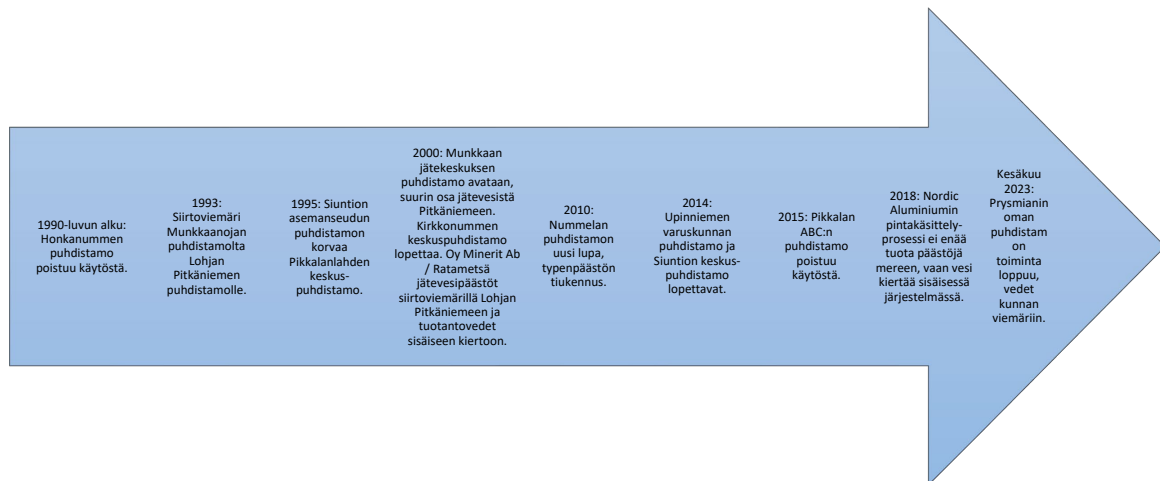 1990-luvun alku:
Honkanummen
puhdistamo
poistuu käytöstä.
1993:
Siirtoviemäri
Munkkaanojan
puhdistamolta
Lohjan
Pitkäniemen
puhdistamolle.
1995: Siuntion
asemanseudun
puhdistamon
korvaa
Pikkalanlahden
keskus-
puhdistamo.
2000: Munkkaan
jätekeskuksen
puhdistamo avataan,
suurin osa jätevesistä
Pitkäniemeen.
Kirkkonummen
keskuspuhdistamo
lopettaa. Oy Minerit Ab
/ Ratametsä
jätevesipäästöt
siirtoviemärillä Lohjan
Pitkäniemeen ja
tuotantovedet
sisäiseen kiertoon.
2010:
Nummelan
puhdistamon
uusi lupa,
typenpäästön
tiukennus.
2014:
Upinniemen
varuskunnan
puhdistamo ja
Siuntion keskus-
puhdistamo
lopettavat.
2015: Pikkalan
ABC:n
puhdistamo
poistuu
käytöstä.
2018: Nordic
Aluminiumin
pintakäsittely-
prosessi ei enää
tuota päästöjä
mereen, vaan vesi
kiertää sisäisessä
järjestelmässä.
Kesäkuu
2023:
Prysmianin
oman
puhdistam
on
toiminta
loppuu,
vedet
kunnan
viemäriin.